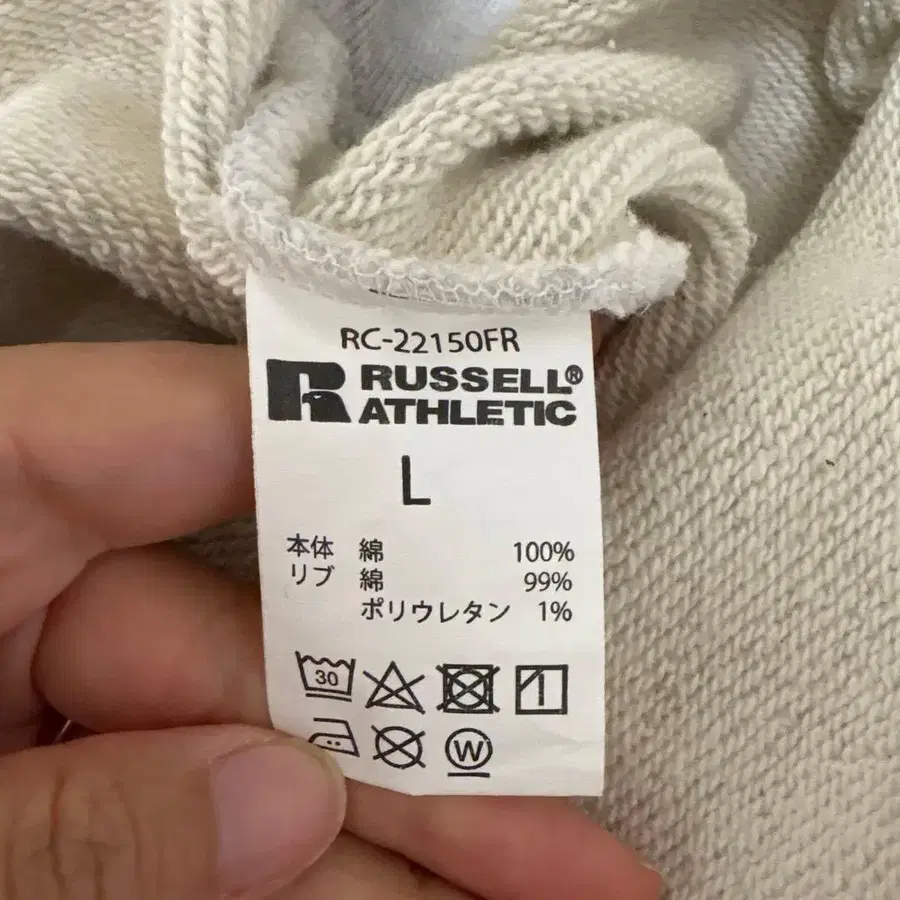 RC-22150FR
RUSSELL®
ATHLETIC
L
本体 綿 100%
リブ 綿 99%
ポリウレタン 1%
30
W